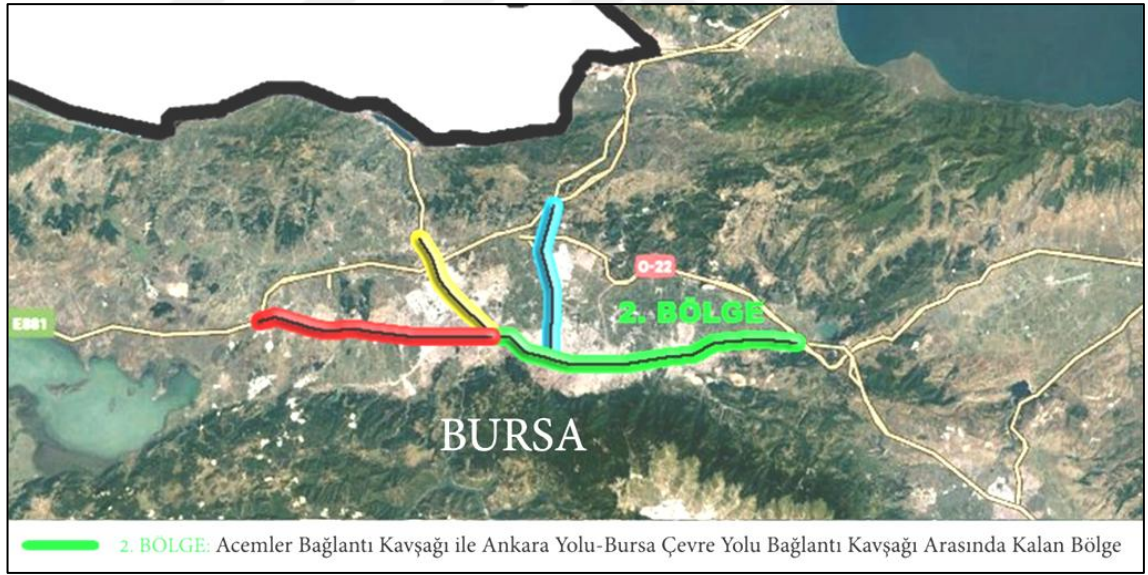 O-22
E881
2. BÖLGE
BURSA
2. BÖLGE: Acemler Bağlantı Kavşağı ile Ankara Yolu-Bursa Çevre Yolu Bağlantı Kavşağı Arasında Kalan Bölge